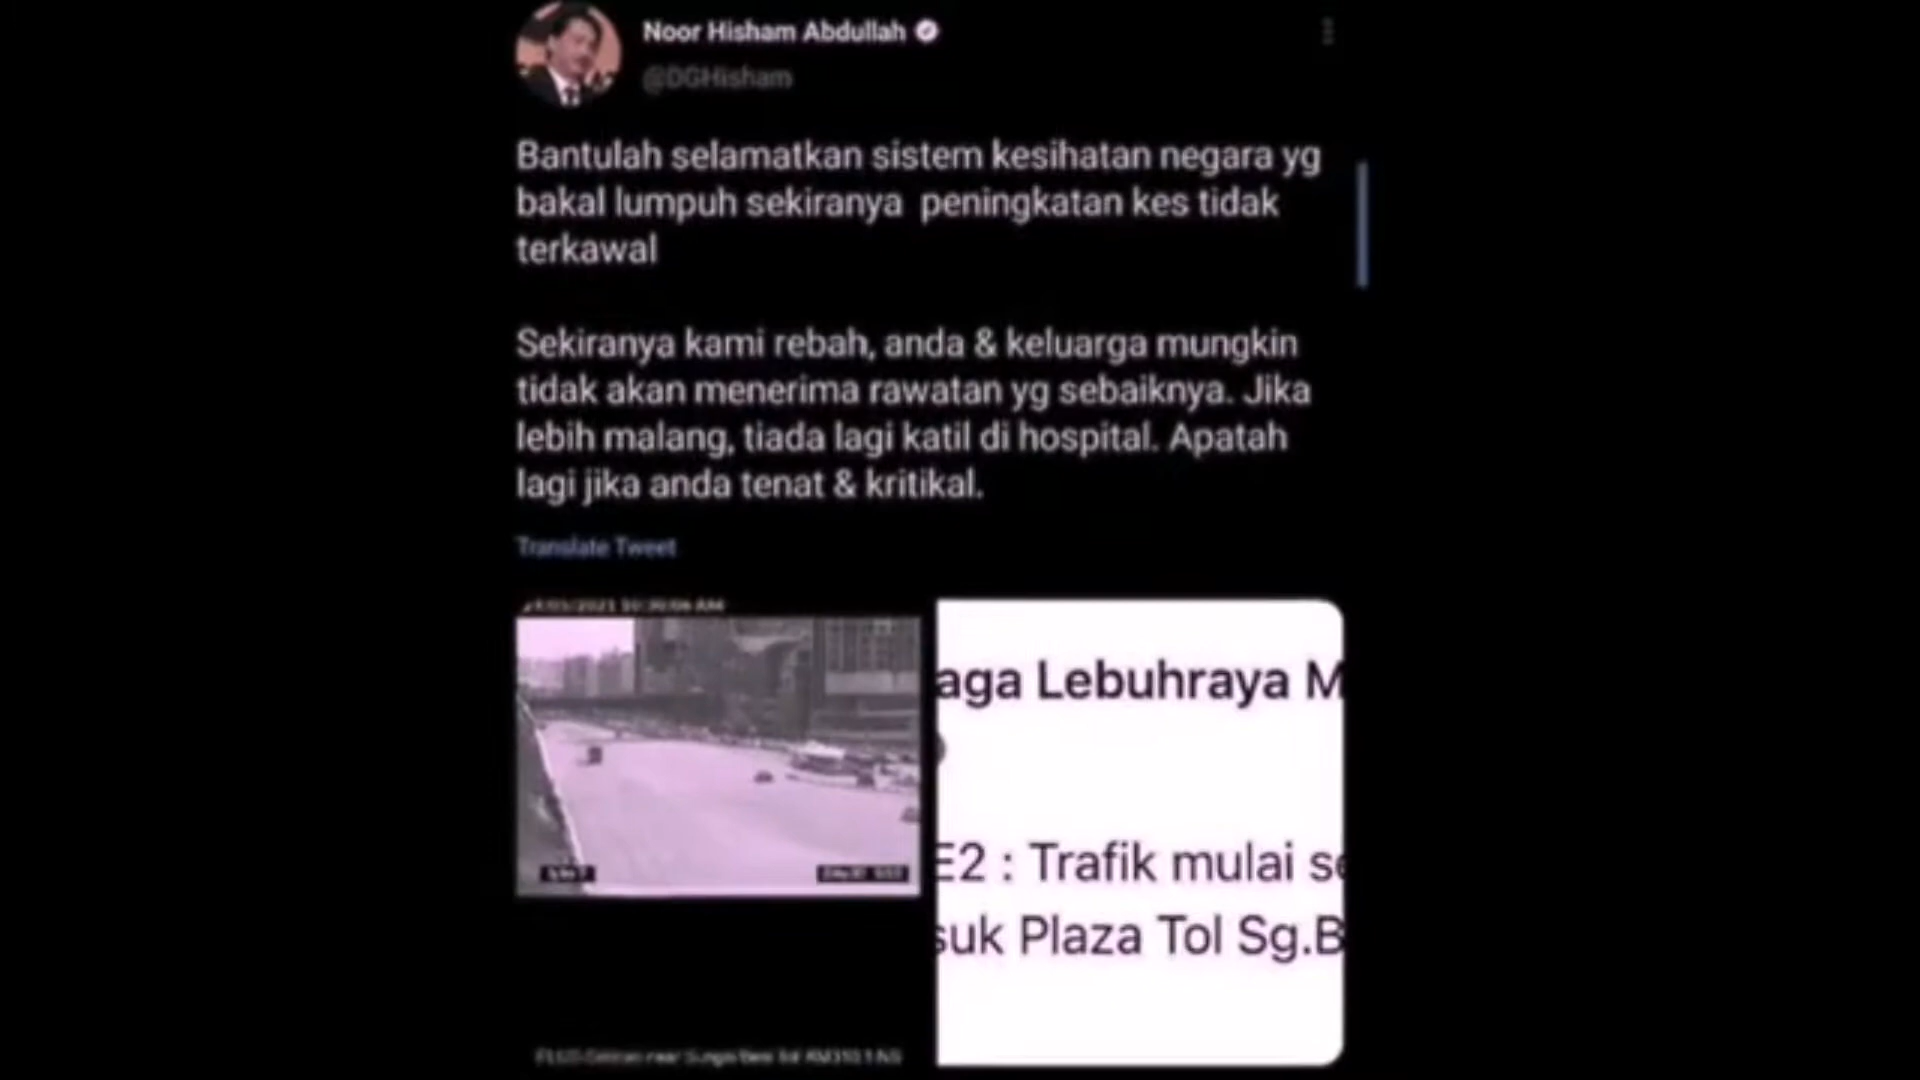 Noor Hisham Abdullah
@DGHisham
Bantulah selamatkan sistem kesihatan negara yg
bakal lumpuh sekiranya peningkatan kes tidak
terkawal
Sekiranya kami rebah, anda & keluarga mungkin
tidak akan menerima rawatan yg sebaiknya. Jika
lebih malang, tiada lagi katil di hospital. Apatah
lagi jika anda tenat & kritikal.
Translate Tweet
aga Lebuhraya M
E2 : Trafik mulai se
suk Plaza Tol Sg.B